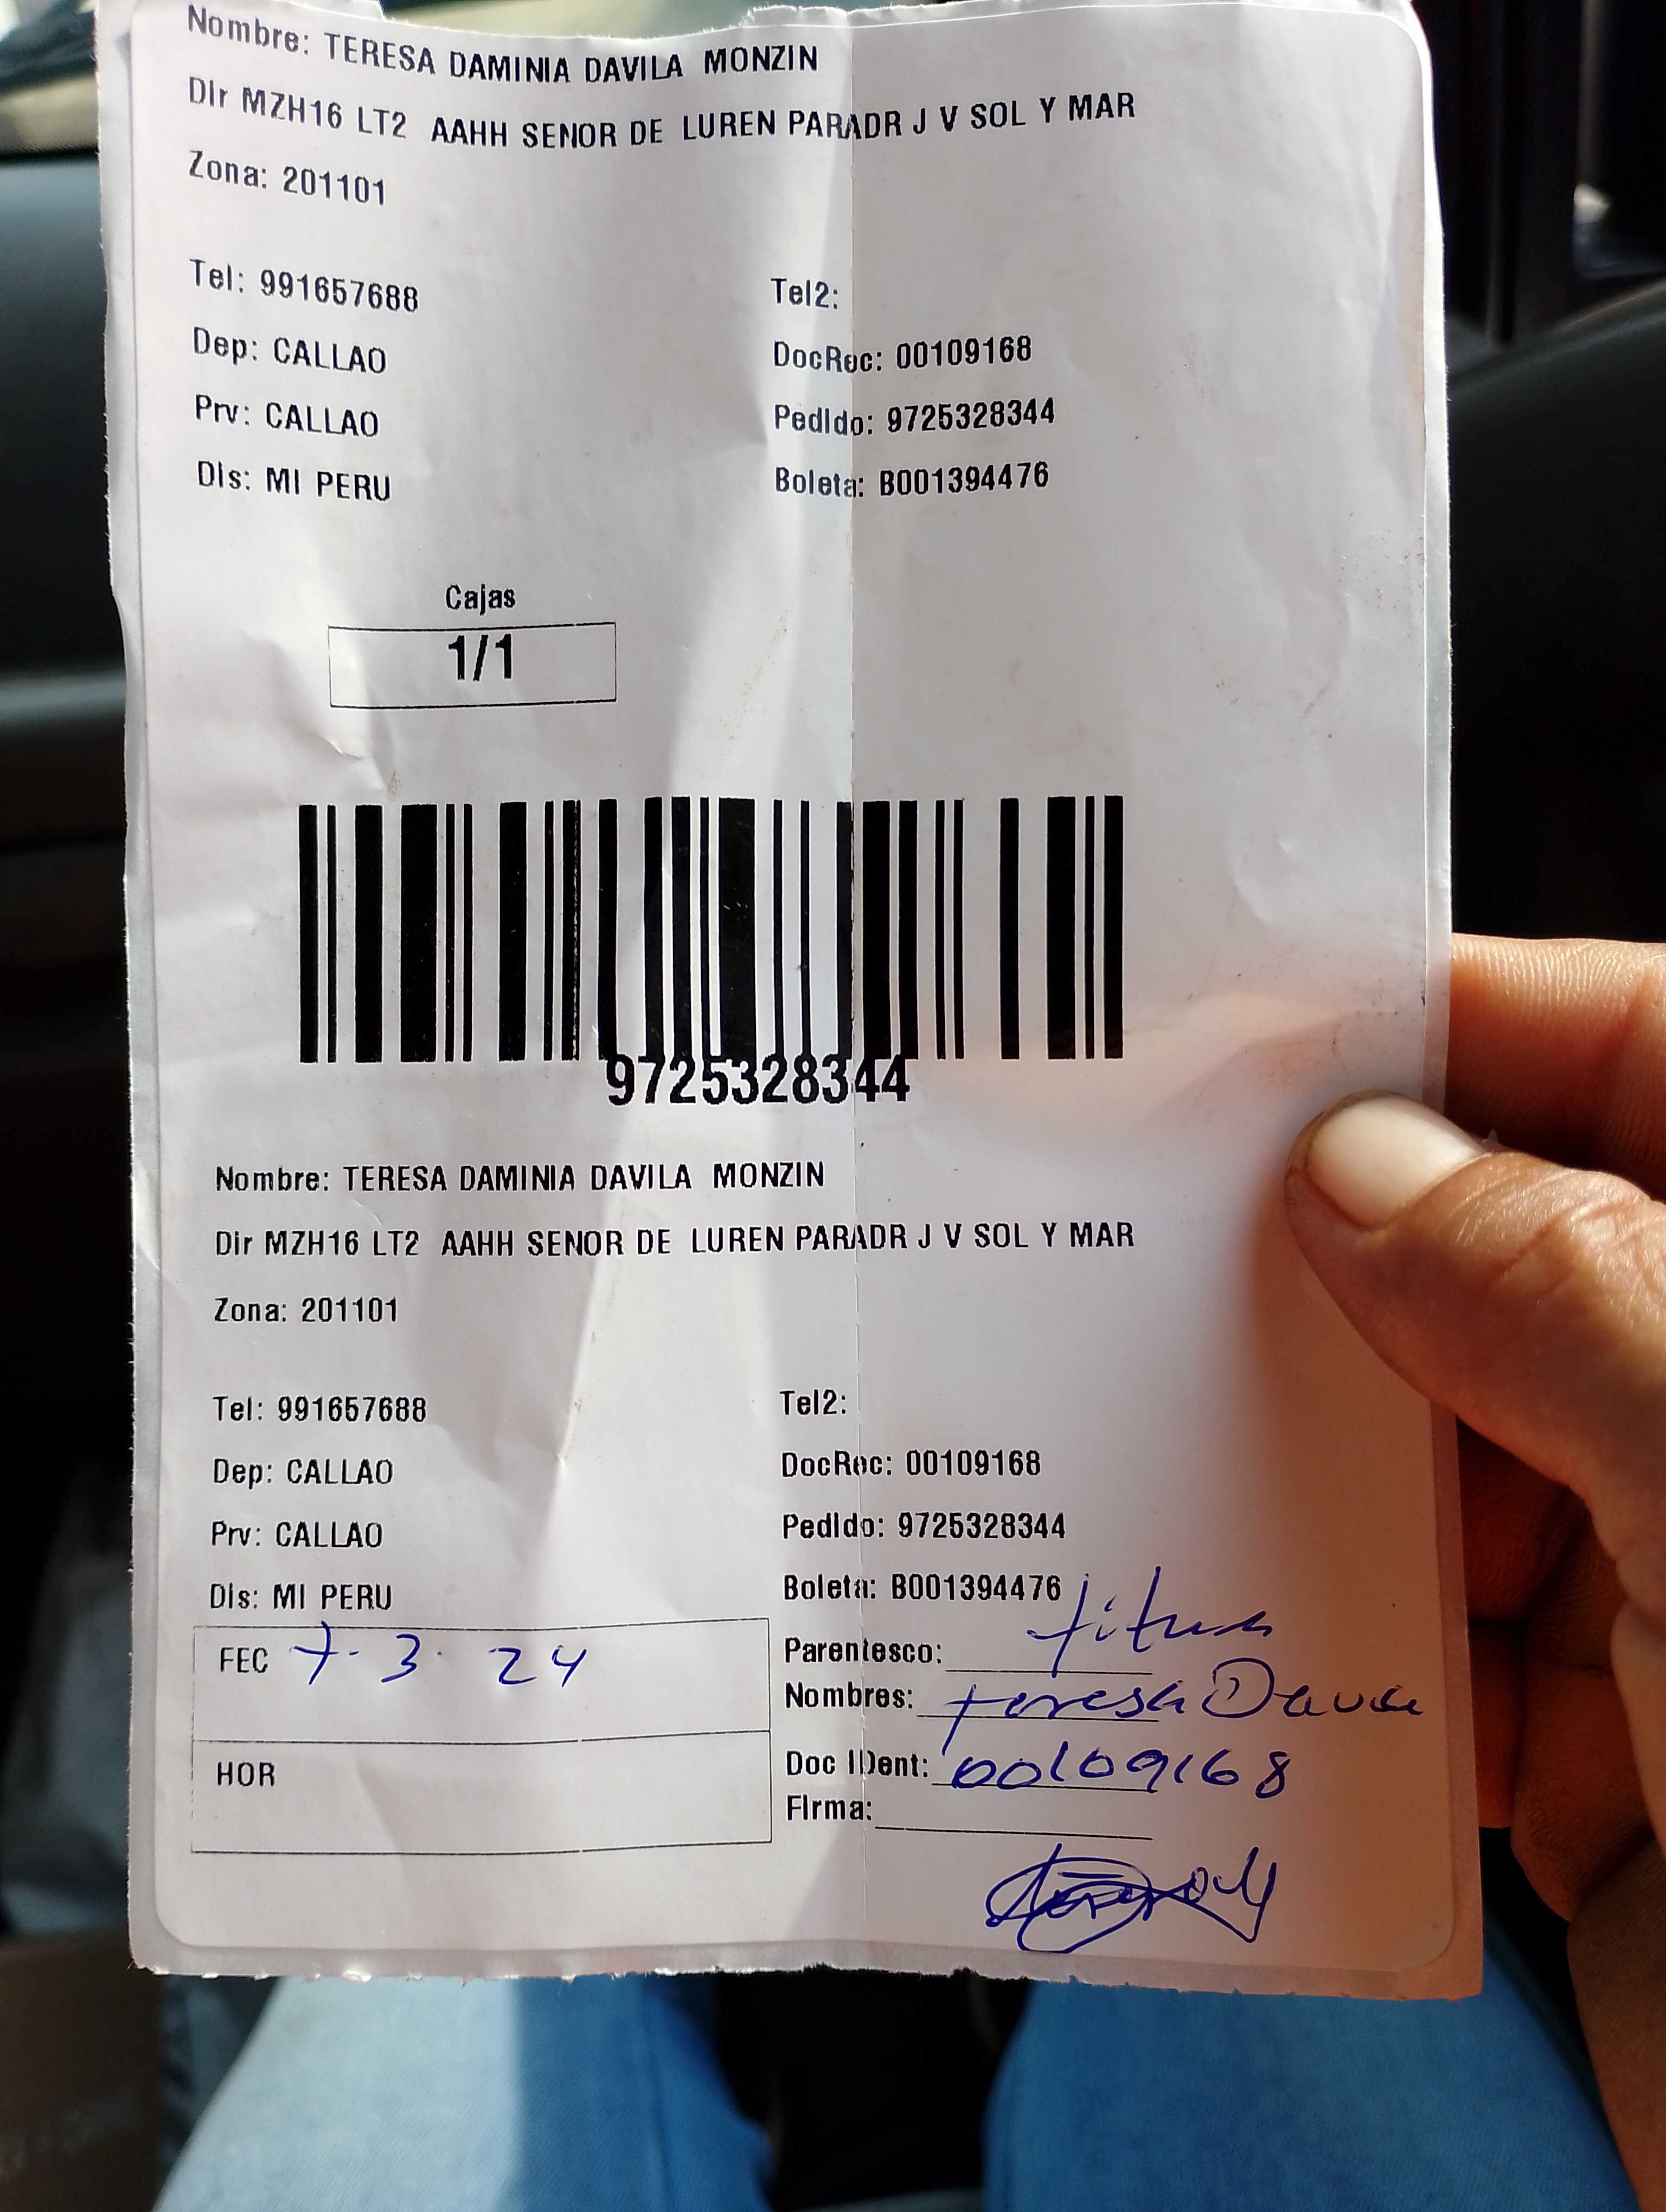 Nombre: TERESA DAMINIA DAVILA MONZIN
Dir MZH16 LT2 AAHH SENOR DE LUREN PARADR J V SOL Y MAR
Zona: 201101
Tel: 991657688 Tel2:
Dep: CALLAO DocRec: 00109168
Prv: CALLAO Pedido: 9725328344
Dis: MI PERU Boleta: B001394476
Cajas
1/1
9725328344
Nombre: TERESA DAMINIA DAVILA MONZIN
Dir MZH16 LT2 AAHH SENOR DE LUREN PARADR J V SOL Y MAR
Zona: 201101
Tel: 991657688 Tel2:
Dep: CALLAO DocRec: 00109168
Prv: CALLAO Pedido: 9725328344
Dis: MI PERU Boleta: B001394476
FEC 7-3-24 Parentesco:
Nombres: Teresa Davila
HOR Doc IDent: 00109168
Firma: